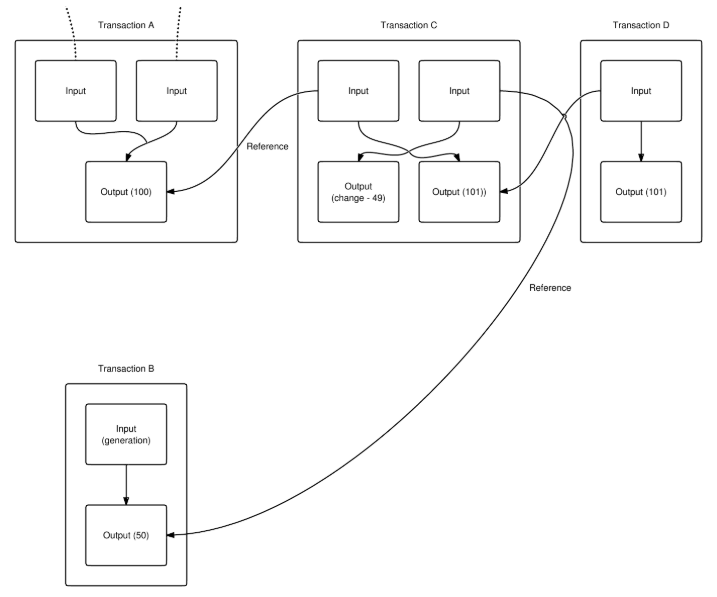 Transaction A
Transaction C
Transaction D
Input
Input
Input
Input
Input
Reference
Output (100)
Output
(change - 49)
Output (101))
Output (101)
Reference
Transaction B
Input
(generation)
Output (50)